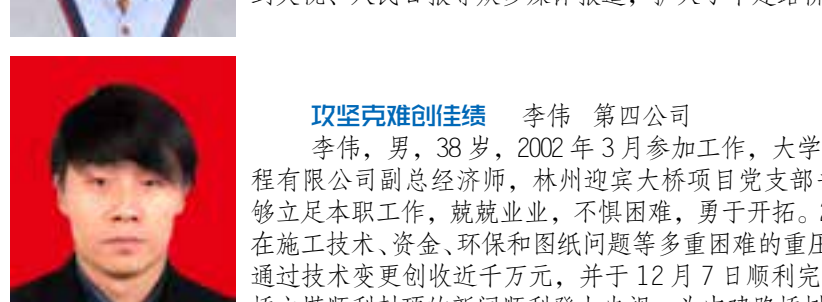 攻坚克难创佳绩 李伟 第四公司
李伟，男，38岁，2002年3月参加工作，大学
程有限公司副总经济师，林州迎宾大桥项目党支部
够立足本职工作，兢兢业业，不惧困难，勇于开拓。
在施工技术、资金、环保和图纸问题等多重困难的重压
通过技术变更创收近千万元，并于12月7日顺利完